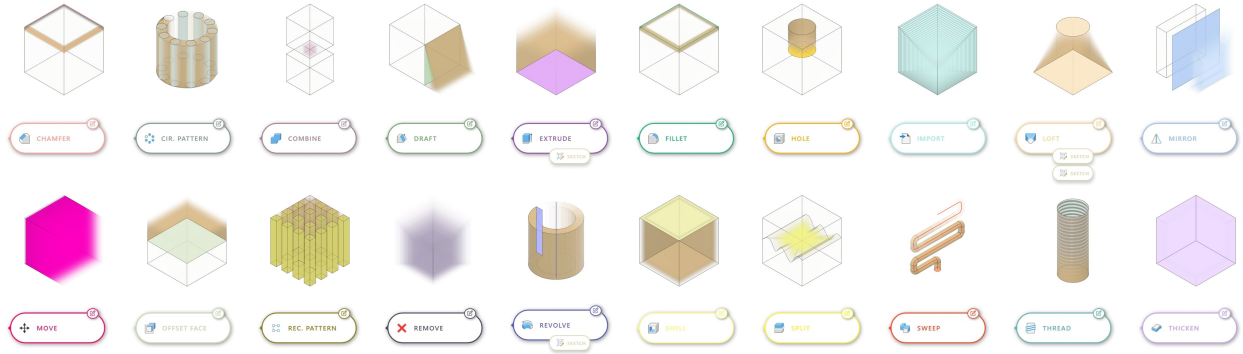 CHAMFER
CIR. PATTERN
COMBINE
DRAFT
EXTRUDE
FILLET
HOLE
IMPORT
LOFT
MIRROR
SKETCH
SKETCH
SKETCH
MOVE
OFFSET FACE
REC. PATTERN
REMOVE
REVOLVE
SHELL
SPLIT
SWEEP
THREAD
THICKEN
SKETCH